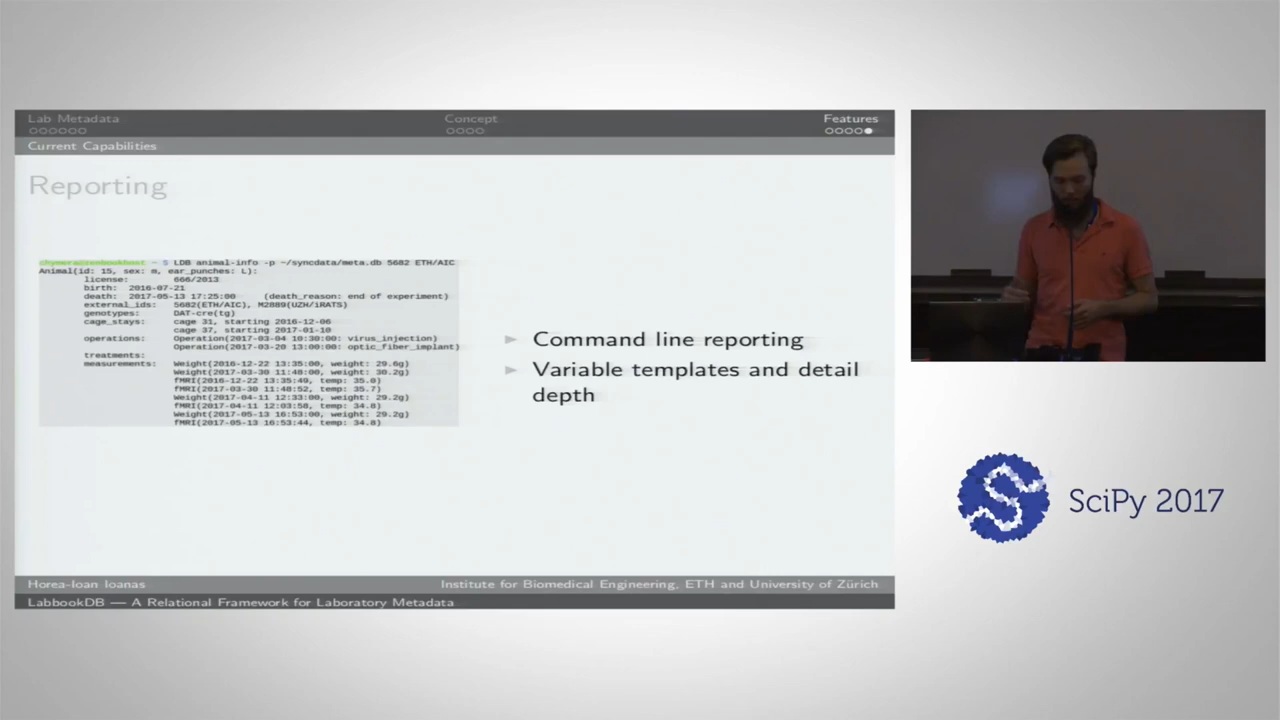 Lab Metadata
Concept
Features
Current Capabilities
Reporting
~ $ LDB animal-info -p ~/syncdata/meta.db 5682 ETH/AIC
Animal(id: 15, sex: m, ear_punches: L):
license: 666/2013
birth: 2016-07-21
death: 2017-05-13 17:25:00 (death_reason: end of experiment)
external_ids: 5682(ETH/AIC), M2889(UZH/iRATS)
genotypes: DAT-cre(tg)
cage_stays: cage 31, starting 2016-12-06
cage 37, starting 2017-01-10
operations: Operation(2017-03-04 10:30:00: virus_injection)
Operation(2017-03-20 13:00:00: optic_fiber_implant)
treatments:
measurements: Weight(2016-12-22 13:35:00, weight: 29.6g)
Weight(2017-03-30 11:48:00, weight: 30.2g)
fMRI(2016-12-22 13:35:49, temp: 35.0)
fMRI(2017-03-30 11:48:52, temp: 35.7)
Weight(2017-04-11 12:33:00, weight: 29.2g)
fMRI(2017-04-11 12:03:58, temp: 34.8)
Weight(2017-05-13 16:53:00, weight: 29.2g)
fMRI(2017-05-13 16:53:44, temp: 34.8)
Command line reporting
Variable templates and detail
depth
Horea-Ioan Ioanas
Institute for Biomedical Engineering, ETH and University of Zürich
LabbookDB — A Relational Framework for Laboratory Metadata
SciPy 2017